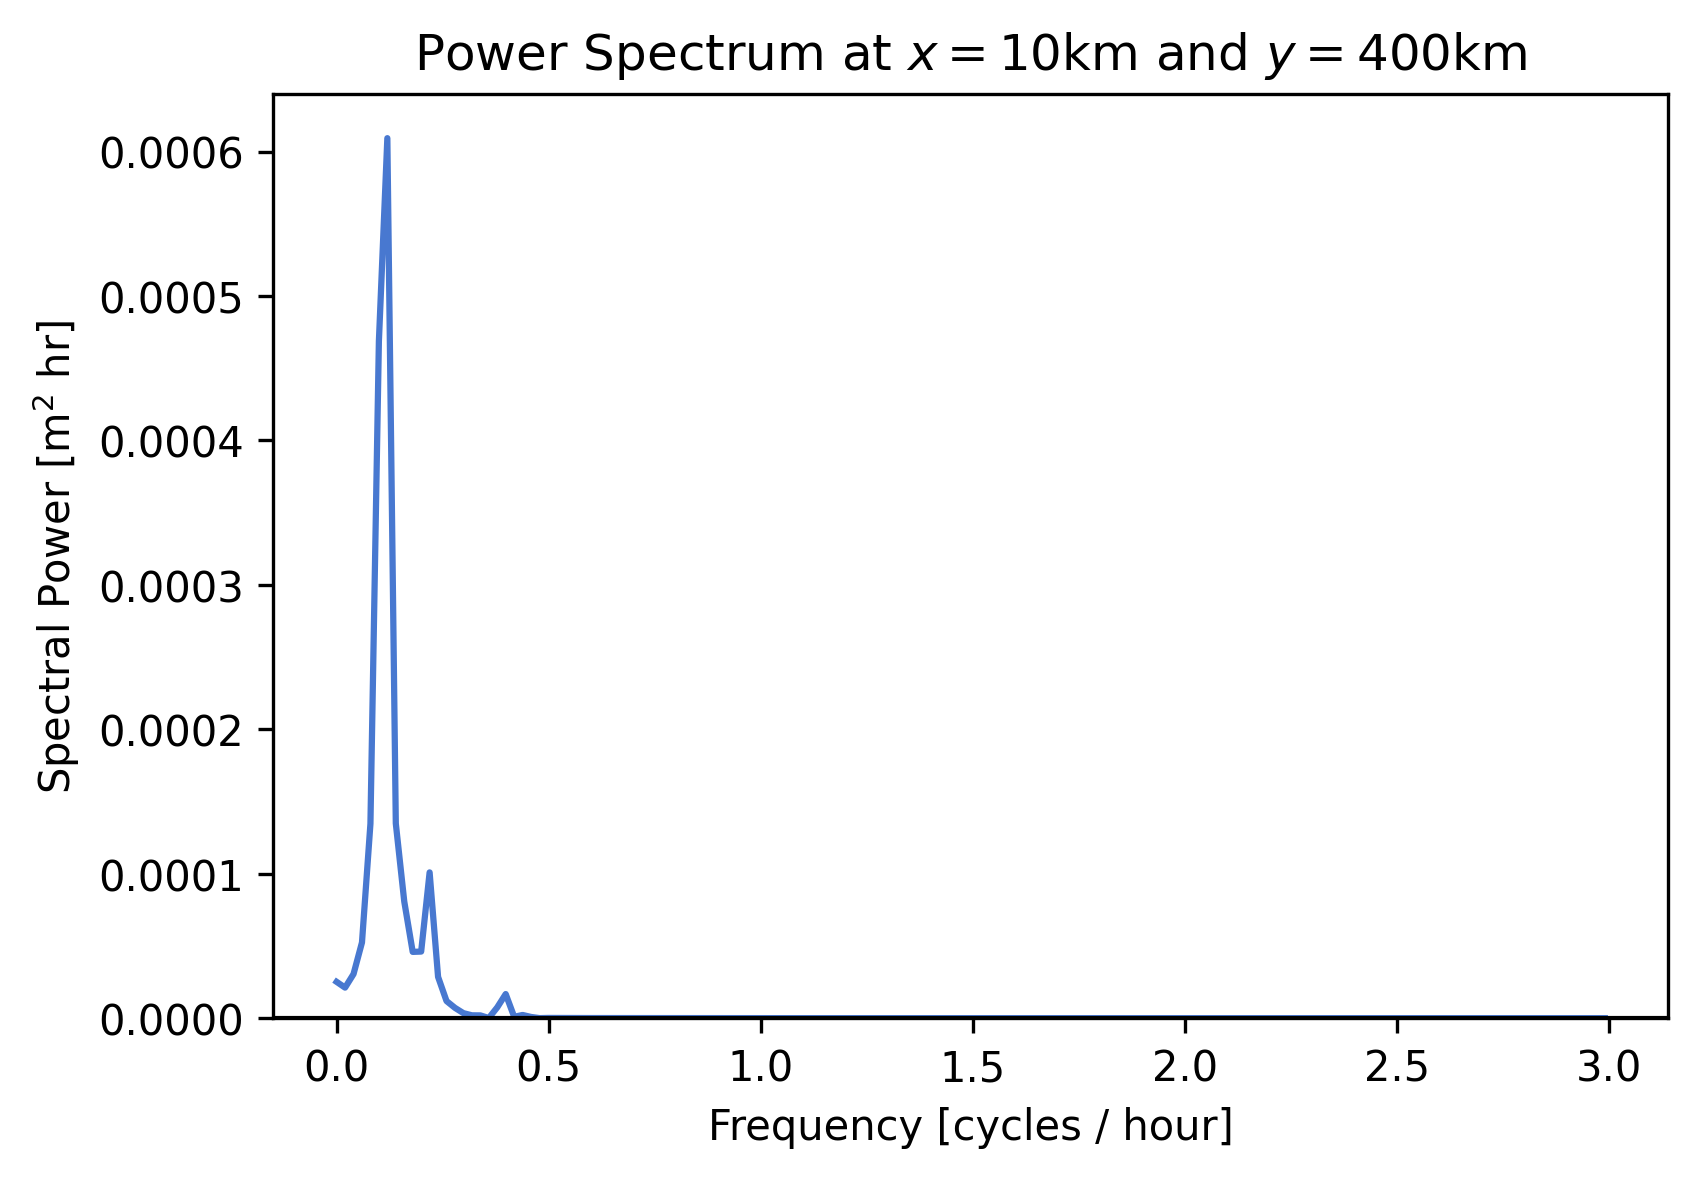 Power Spectrum at x = 10km and y = 400km
0.0006
0.0005
0.0004
0.0003
0.0002
0.0001
0.0000
Spectral Power [m² hr]
0.0 0.5 1.0 1.5 2.0 2.5 3.0
Frequency [cycles / hour]